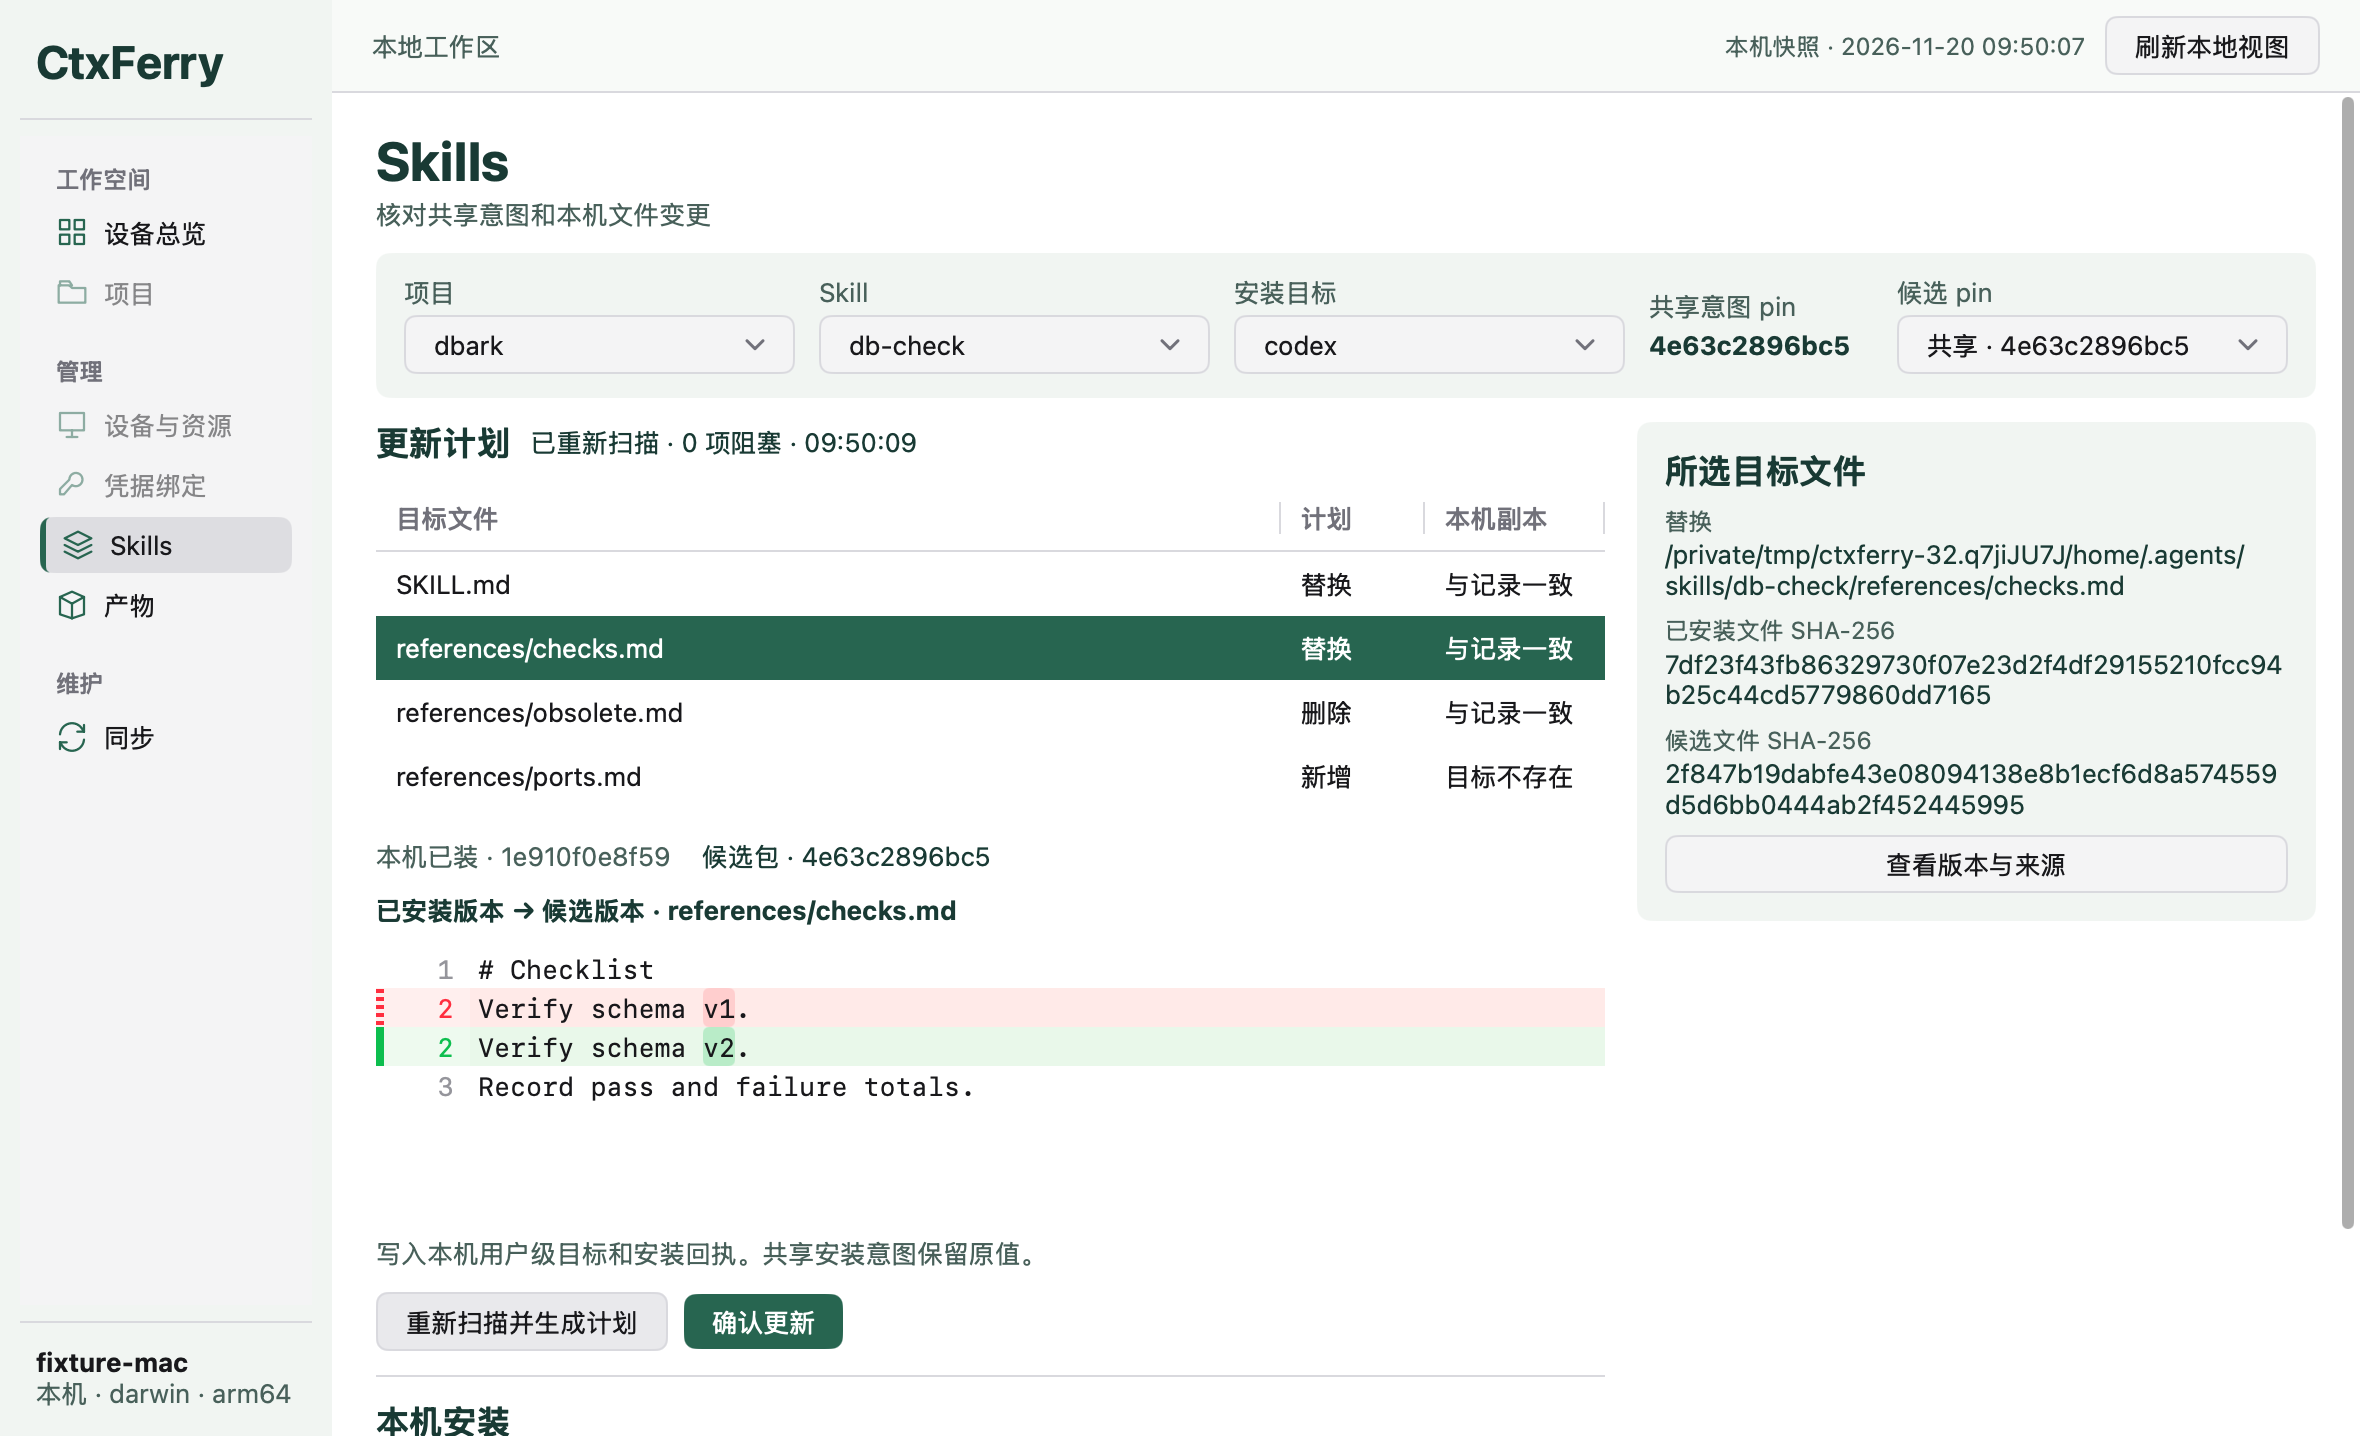 CtxFerry
工作空间
设备总览
项目
管理
设备与资源
凭据绑定
Skills
产物
维护
同步
fixture-mac
本机 · darwin · arm64
本地工作区
本机快照 · 2026-11-20 09:50:07
刷新本地视图
Skills
核对共享意图和本机文件变更
项目
dbark
Skill
db-check
安装目标
codex
共享意图 pin
4e63c2896bc5
候选 pin
共享 · 4e63c2896bc5
更新计划 已重新扫描 · 0 项阻塞 · 09:50:09
目标文件 计划 本机副本
SKILL.md 替换 与记录一致
references/checks.md 替换 与记录一致
references/obsolete.md 删除 与记录一致
references/ports.md 新增 目标不存在
本机已装 · 1e910f0e8f59 候选包 · 4e63c2896bc5
已安装版本 → 候选版本 · references/checks.md
1 # Checklist
2 Verify schema v1.
2 Verify schema v2.
3 Record pass and failure totals.
写入本机用户级目标和安装回执。共享安装意图保留原值。
重新扫描并生成计划
确认更新
本机安装
所选目标文件
替换
/private/tmp/ctxferry-32.q7jiJU7J/home/.agents/
skills/db-check/references/checks.md
已安装文件 SHA-256
7df23f43fb86329730f07e23d2f4df29155210fcc94
b25c44cd5779860dd7165
候选文件 SHA-256
2f847b19dabfe43e08094138e8b1ecf6d8a574559
d5d6bb0444ab2f452445995
查看版本与来源